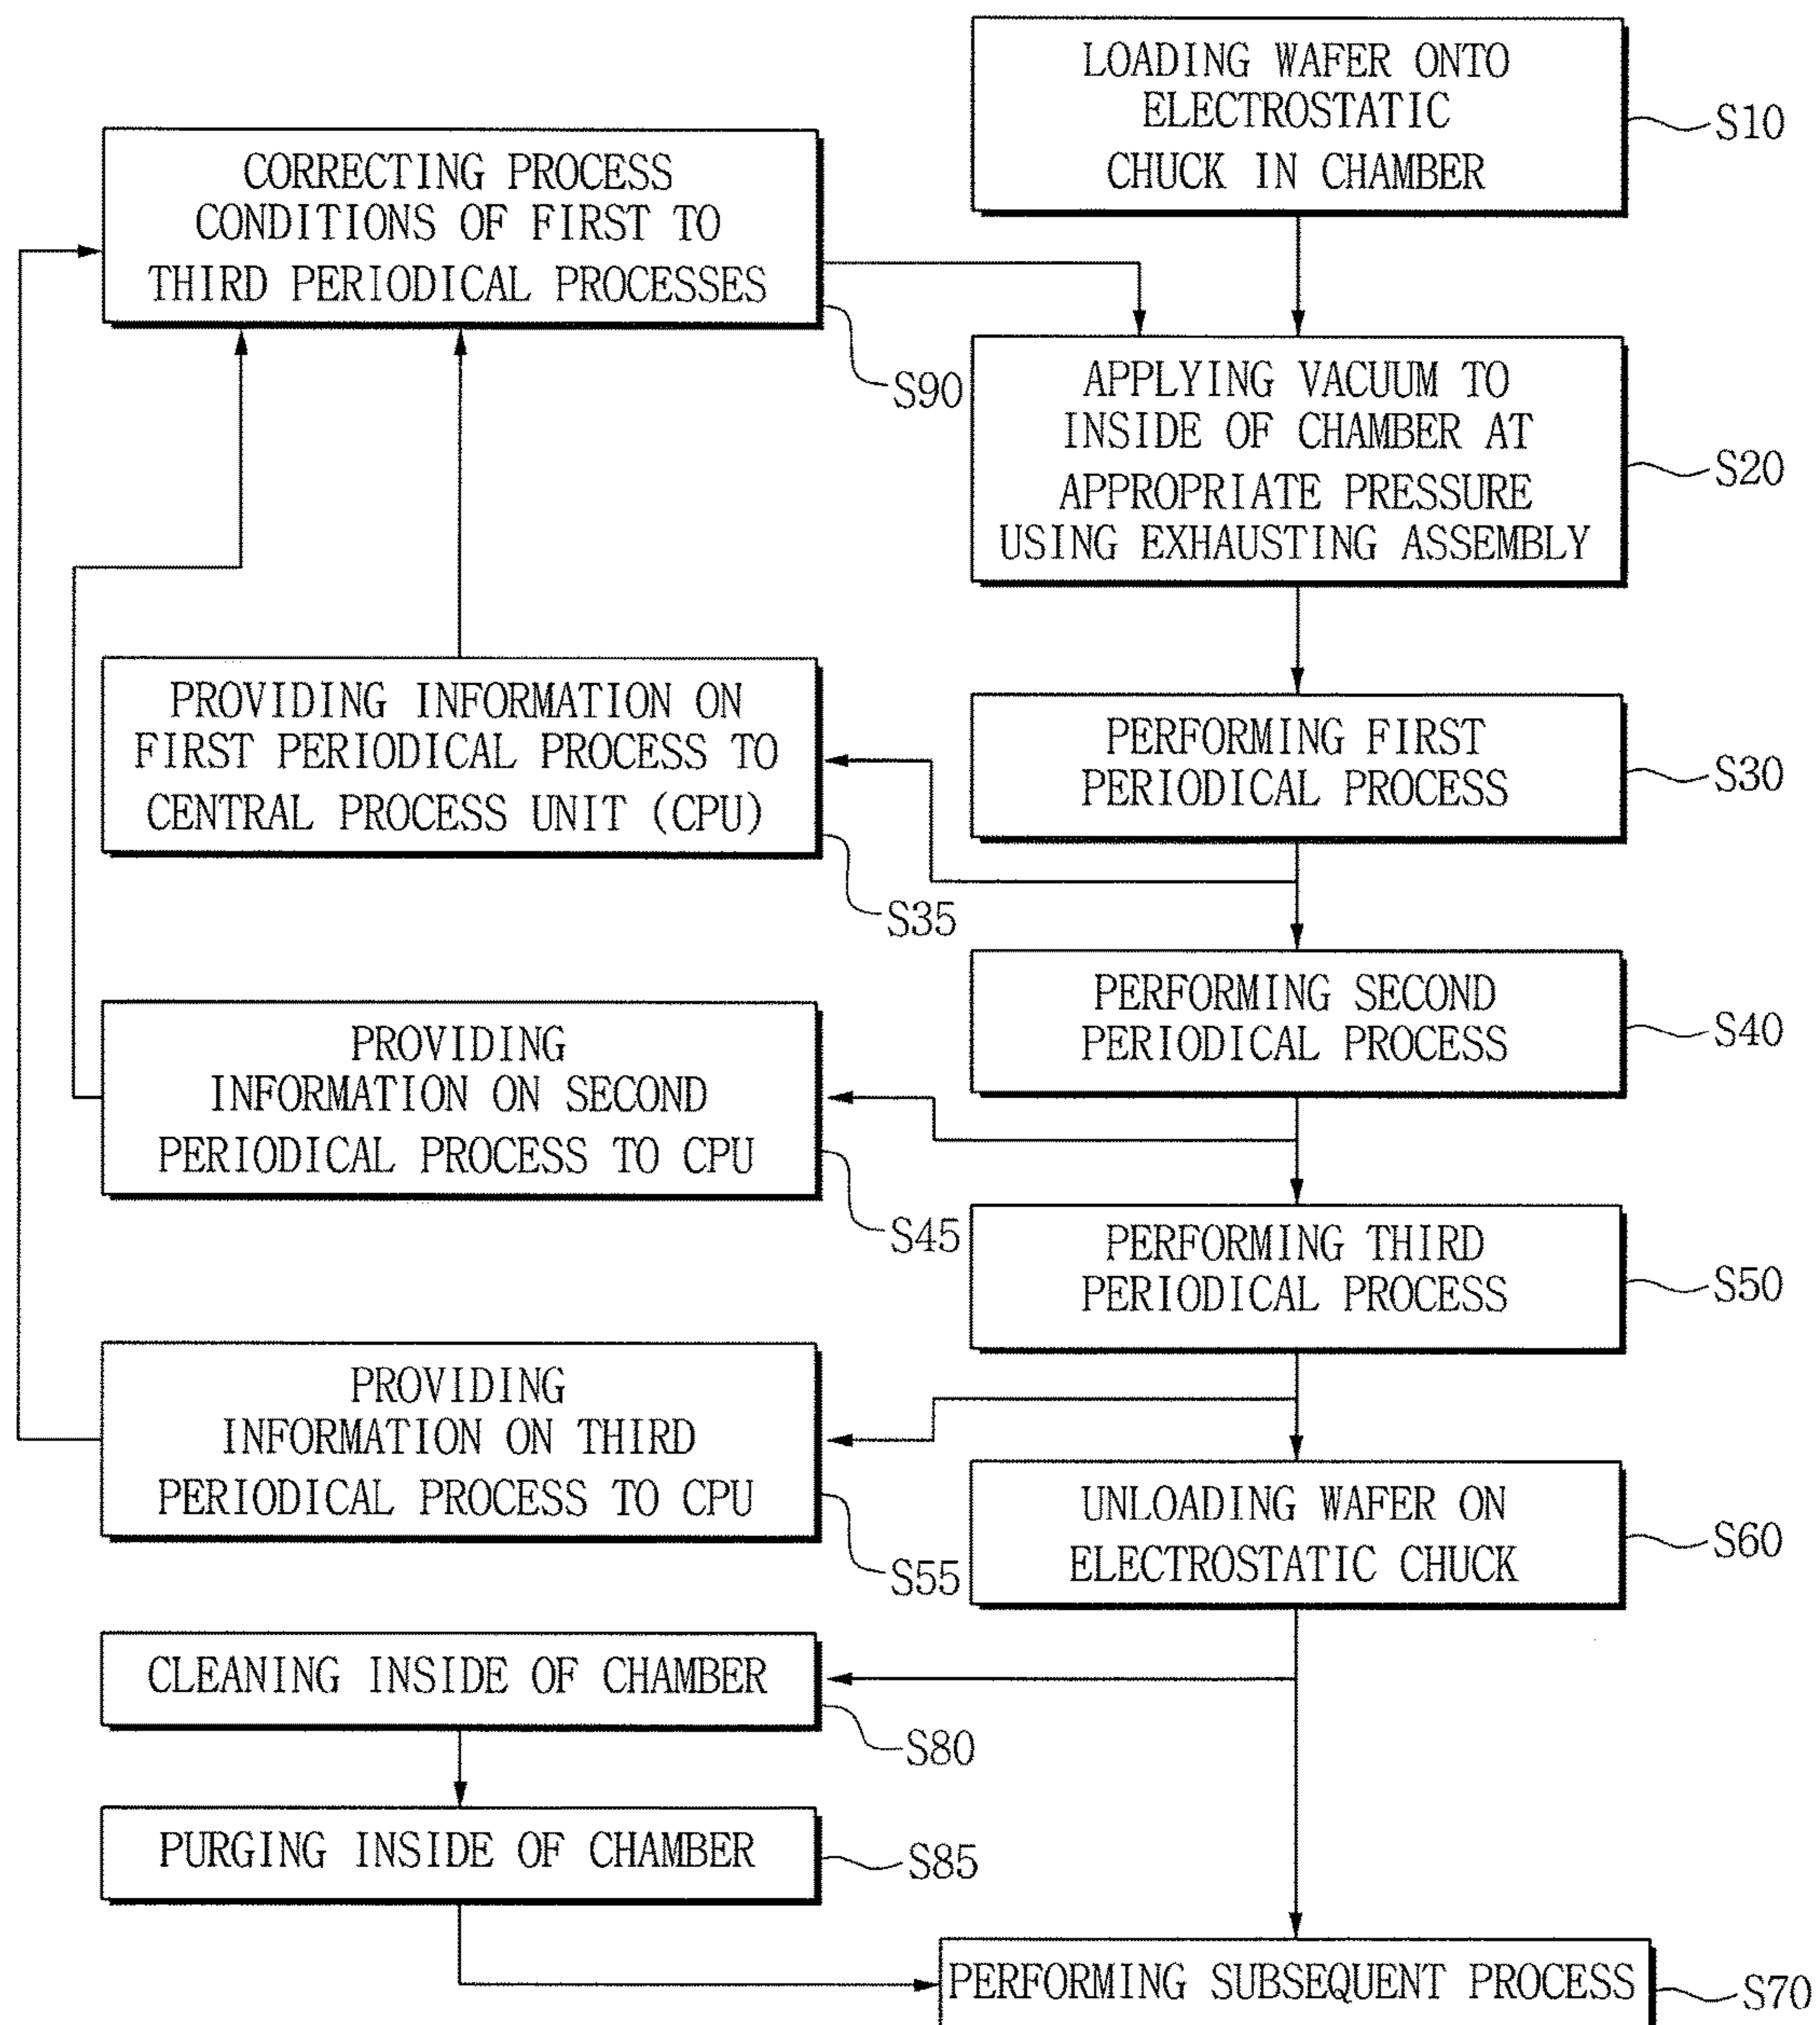 LOADING WAFER ONTO
ELECTROSTATIC
CHUCK IN CHAMBER
S10
CORRECTING PROCESS
CONDITIONS OF FIRST TO
THIRD PERIODICAL PROCESSES
S90
APPLYING VACUUM TO
INSIDE OF CHAMBER AT
APPROPRIATE PRESSURE
USING EXHAUSTING ASSEMBLY
S20
PROVIDING INFORMATION ON
FIRST PERIODICAL PROCESS TO
CENTRAL PROCESS UNIT (CPU)
S35
PERFORMING FIRST
PERIODICAL PROCESS
S30
PERFORMING SECOND
PERIODICAL PROCESS
S40
PROVIDING
INFORMATION ON SECOND
PERIODICAL PROCESS TO CPU
S45
PERFORMING THIRD
PERIODICAL PROCESS
S50
PROVIDING
INFORMATION ON THIRD
PERIODICAL PROCESS TO CPU
S55
UNLOADING WAFER ON
ELECTROSTATIC CHUCK
S60
CLEANING INSIDE OF CHAMBER
S80
PURGING INSIDE OF CHAMBER
S85
PERFORMING SUBSEQUENT PROCESS
S70